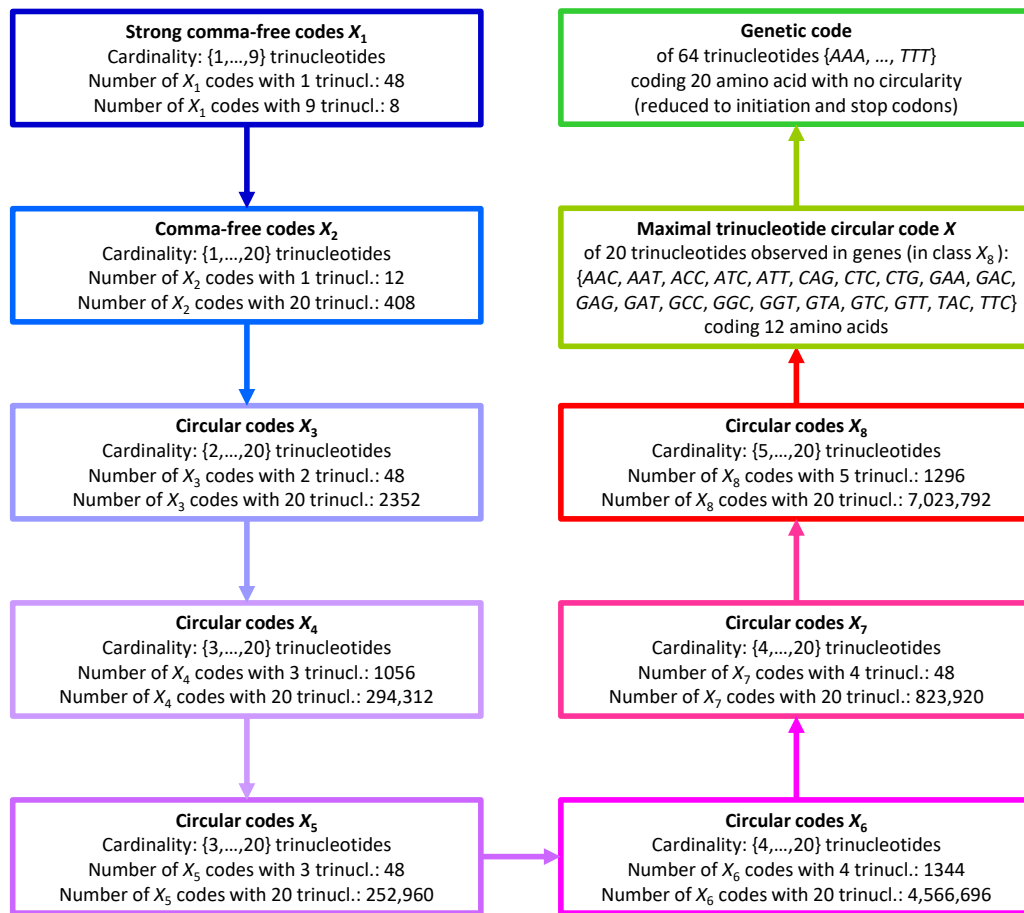 Strong comma-free codes X₁
Cardinality: {1,…,9} trinucleotides
Number of X₁ codes with 1 trinucl.: 48
Number of X₁ codes with 9 trinucl.: 8
Comma-free codes X₂
Cardinality: {1,…,20} trinucleotides
Number of X₂ codes with 1 trinucl.: 12
Number of X₂ codes with 20 trinucl.: 408
Circular codes X₃
Cardinality: {2,…,20} trinucleotides
Number of X₃ codes with 2 trinucl.: 48
Number of X₃ codes with 20 trinucl.: 2352
Circular codes X₄
Cardinality: {3,…,20} trinucleotides
Number of X₄ codes with 3 trinucl.: 1056
Number of X₄ codes with 20 trinucl.: 294,312
Circular codes X₅
Cardinality: {3,…,20} trinucleotides
Number of X₅ codes with 3 trinucl.: 48
Number of X₅ codes with 20 trinucl.: 252,960
Circular codes X₆
Cardinality: {4,…,20} trinucleotides
Number of X₆ codes with 4 trinucl.: 1344
Number of X₆ codes with 20 trinucl.: 4,566,696
Circular codes X₇
Cardinality: {4,…,20} trinucleotides
Number of X₇ codes with 4 trinucl.: 48
Number of X₇ codes with 20 trinucl.: 823,920
Circular codes X₈
Cardinality: {5,…,20} trinucleotides
Number of X₈ codes with 5 trinucl.: 1296
Number of X₈ codes with 20 trinucl.: 7,023,792
Maximal trinucleotide circular code X
of 20 trinucleotides observed in genes (in class X₈):
{AAC, AAT, ACC, ATC, ATT, CAG, CTC, CTG, GAA, GAC,
GAG, GAT, GCC, GGC, GGT, GTA, GTC, GTT, TAC, TTC}
coding 12 amino acids
Genetic code
of 64 trinucleotides {AAA, …, TTT}
coding 20 amino acid with no circularity
(reduced to initiation and stop codons)